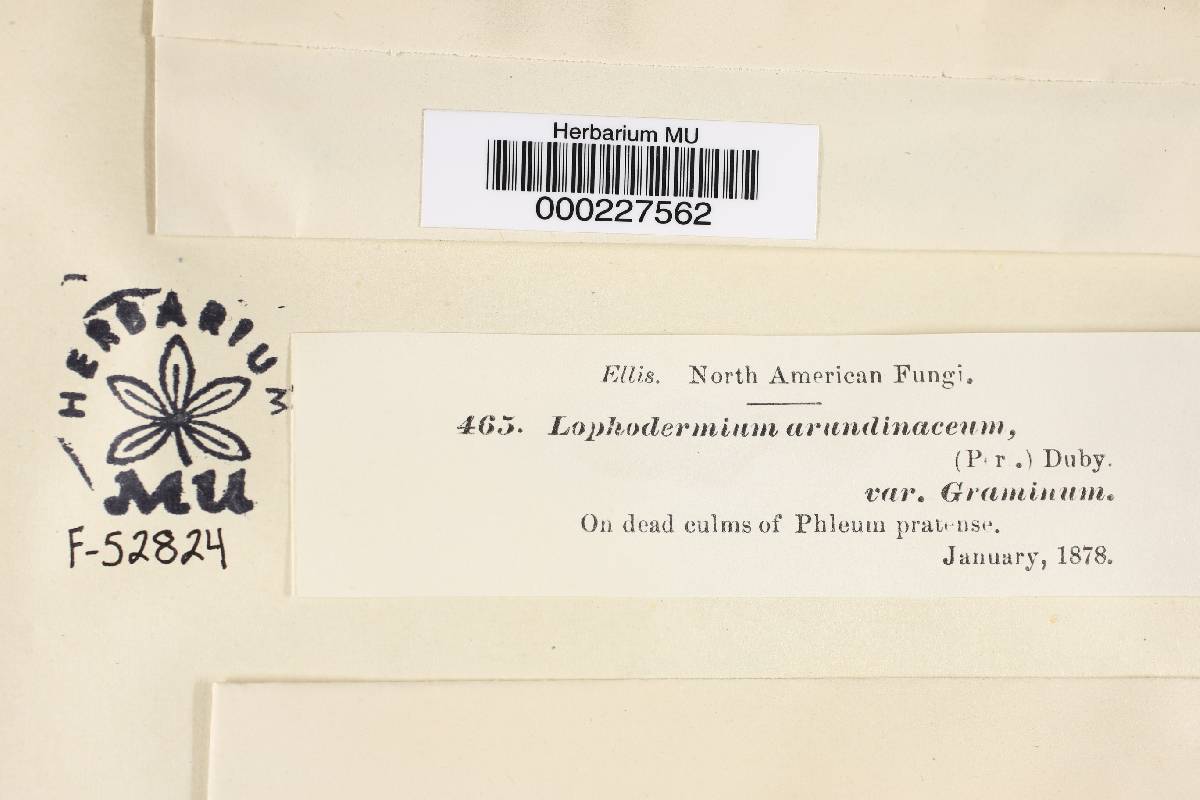 Herbarium MU
000227562
HERBARIUM
MU
F-52824
Ellis. North American Fungi.
465. Lophodermium arundinaceum,
Duby.
var. Graminum.
On dead culms of Phleum pratense.
January, 1878.